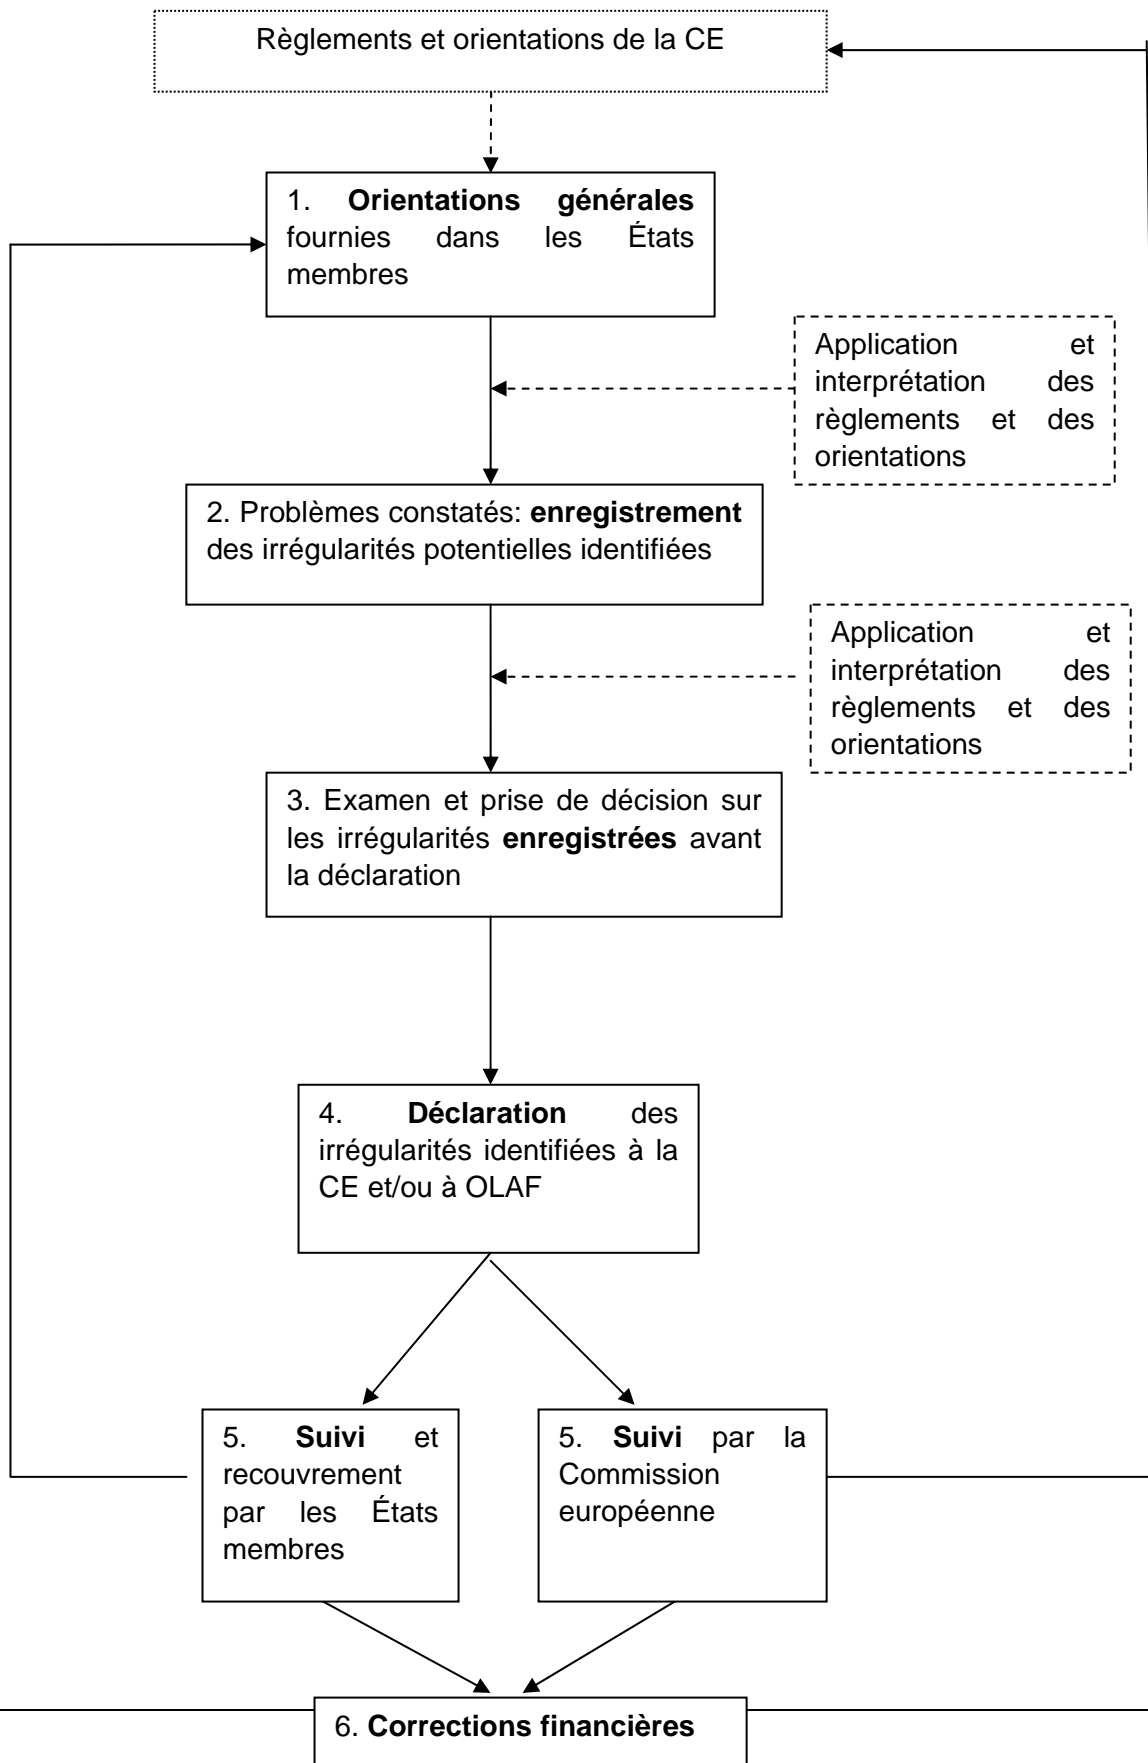 Règlements et orientations de la CE
1. Orientations générales
fournies dans les États
membres
Application et
interprétation des
règlements et des
orientations
2. Problèmes constatés: enregistrement
des irrégularités potentielles identifiées
Application et
interprétation des
règlements et des
orientations
3. Examen et prise de décision sur
les irrégularités enregistrées avant
la déclaration
4. Déclaration des
irrégularités identifiées à la
CE et/ou à OLAF
5. Suivi et
recouvrement
par les États
membres
5. Suivi par la
Commission
européenne
6. Corrections financières